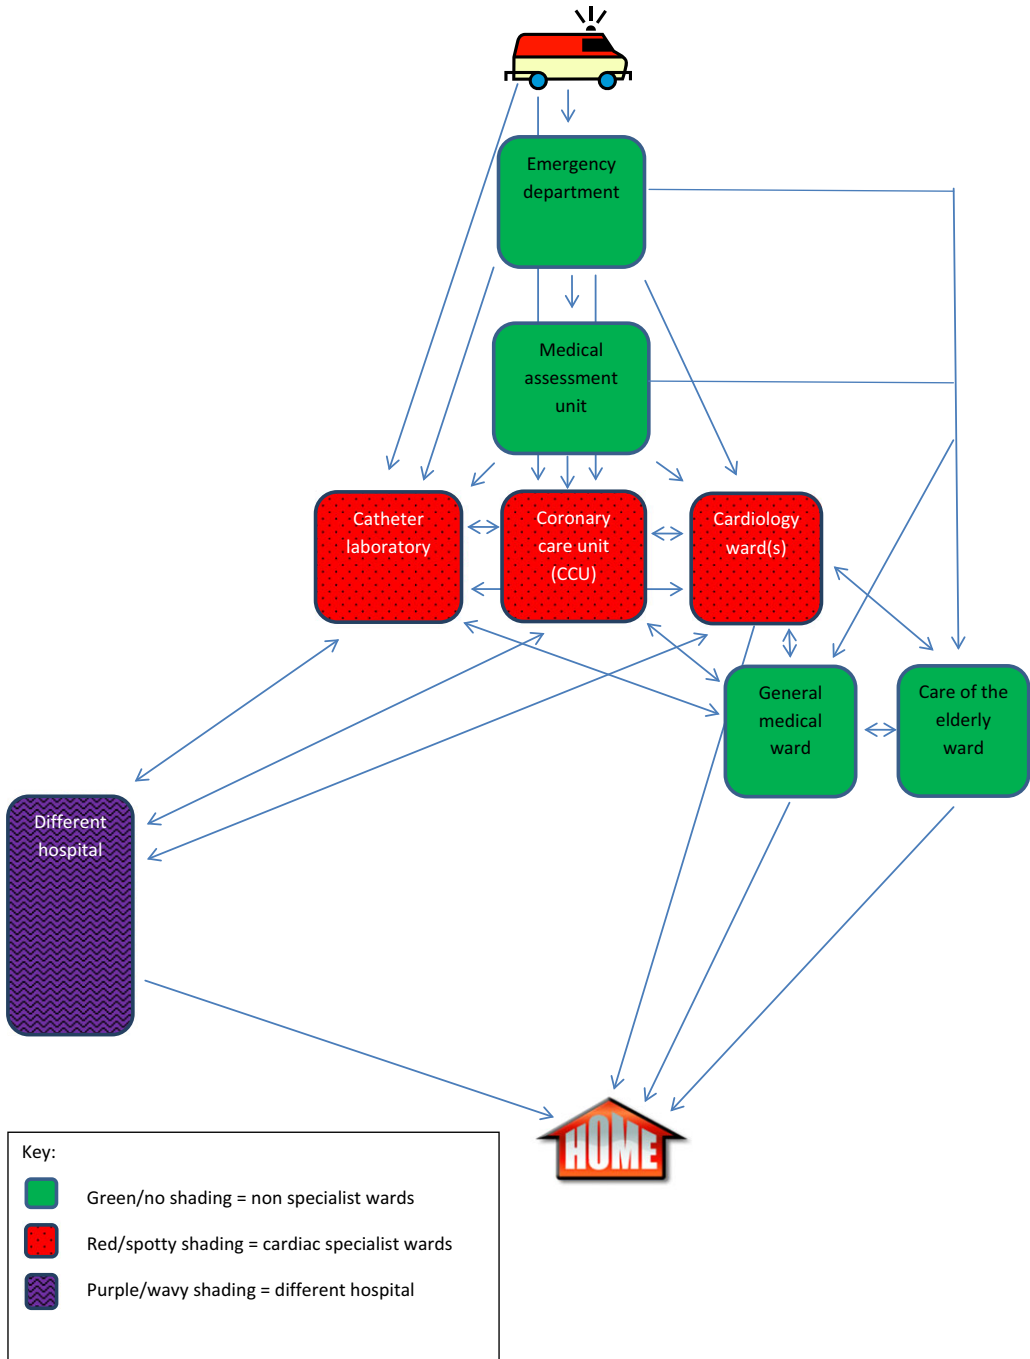 Emergency
department
Medical
assessment
unit
Catheter
laboratory
Coronary
care unit
(CCU)
Cardiology
ward(s)
General
medical
ward
Care of the
elderly
ward
Different
hospital
HOME
Key:
Green/no shading = non specialist wards
Red/spotty shading = cardiac specialist wards
Purple/wavy shading = different hospital